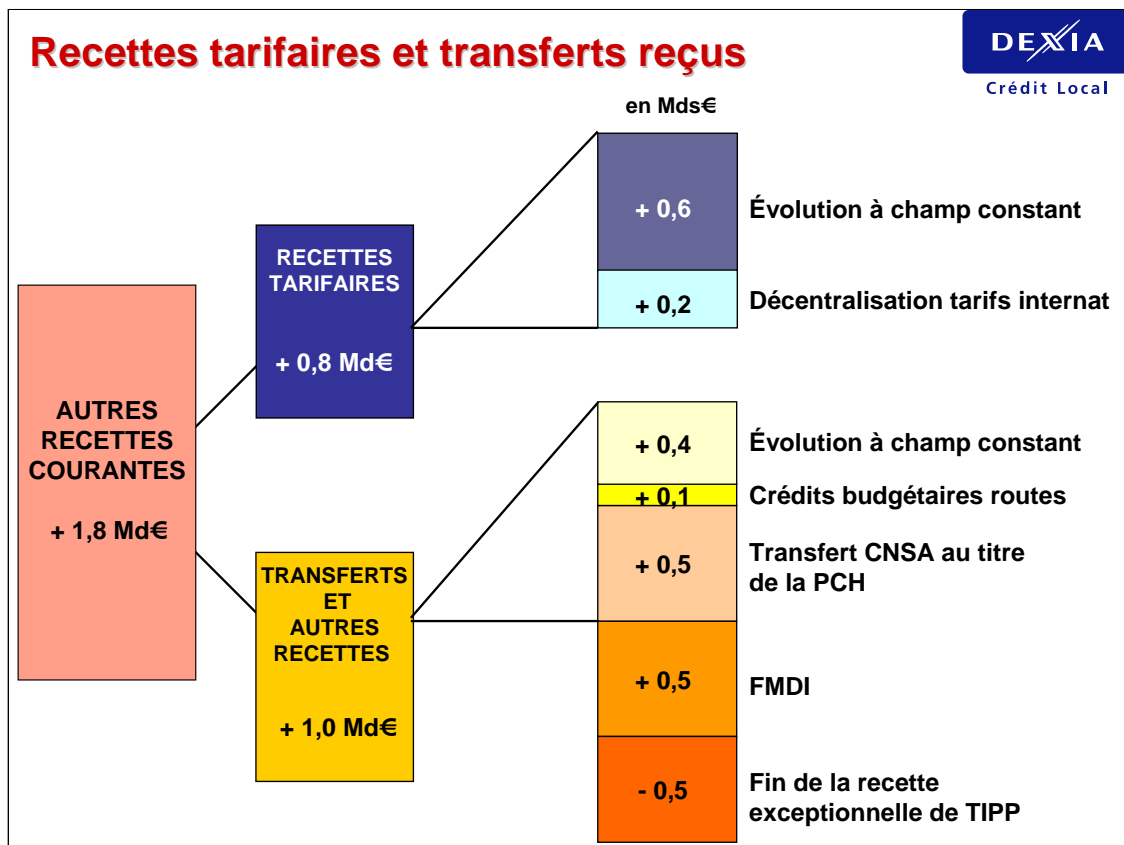 Recettes tarifaires et transferts reçus
DEXIA
Crédit Local
en Mds€
+ 0,6
Évolution à champ constant
RECETTES
TARIFAIRES
+ 0,8 Md€
+ 0,2
Décentralisation tarifs internat
AUTRES
RECETTES
COURANTES
+ 1,8 Md€
+ 0,4
Évolution à champ constant
+ 0,1
Crédits budgétaires routes
+ 0,5
Transfert CNSA au titre
de la PCH
TRANSFERTS
ET
AUTRES
RECETTES
+ 1,0 Md€
+ 0,5
FMDI
- 0,5
Fin de la recette
exceptionnelle de TIPP